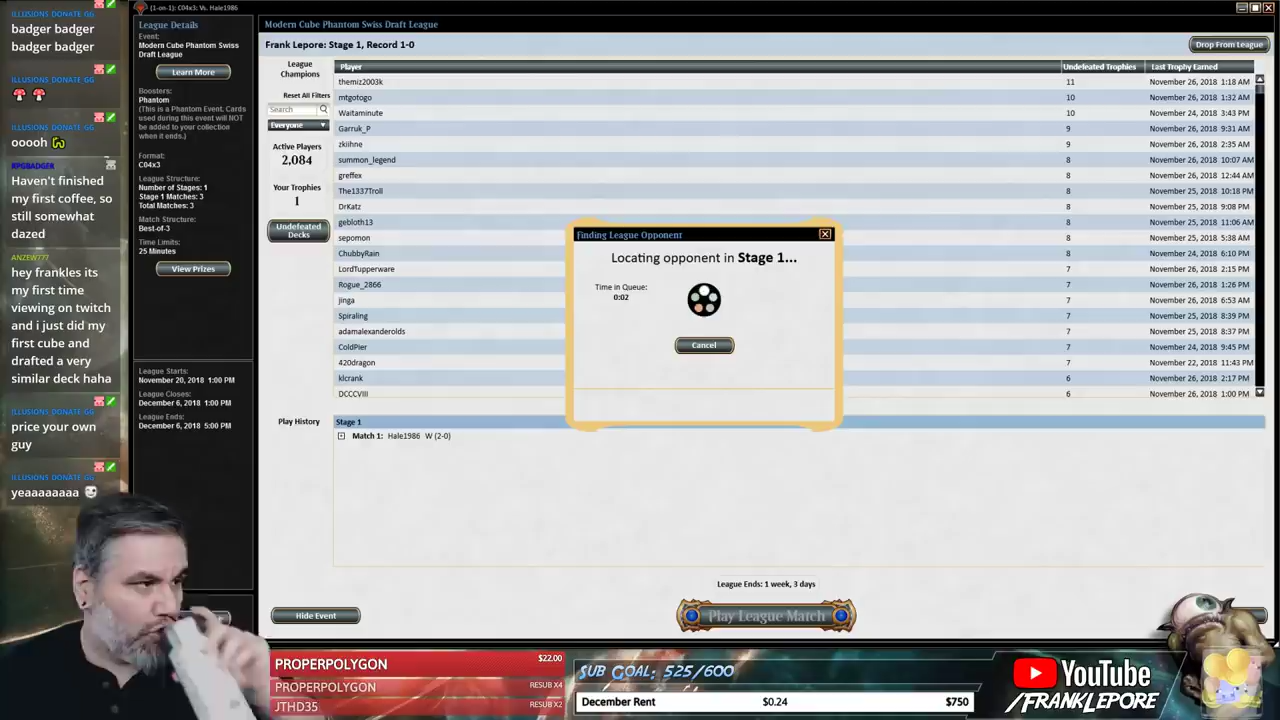 (1-on-1): C04x3: Vs. Hale1986
ILLUSIONS DONATE GG
badger badger
badger badger
ILLUSIONS DONATE GG
ILLUSIONS DONATE GG
ooooh
RPGBADGER
Haven't finished
my first coffee, so
still somewhat
dazed
ANZEW777
hey frankles its
my first time
viewing on twitch
and i just did my
first cube and
drafted a very
similar deck haha
ILLUSIONS DONATE GG
price your own
guy
ILLUSIONS DONATE GG
yeaaaaaaa
League Details
Event:
Modern Cube Phantom Swiss
Draft League
Learn More
Boosters:
Phantom
(This is a Phantom Event. Cards
used during this event will NOT
be added to your collection
when it ends.)
Format:
C04x3
League Structure:
Number of Stages: 1
Stage 1 Matches: 3
Total Matches: 3
Match Structure:
Best-of-3
Time Limits:
25 Minutes
View Prizes
League Starts:
November 20, 2018 1:00 PM
League Closes:
December 6, 2018 1:00 PM
League Ends:
December 6, 2018 5:00 PM
Modern Cube Phantom Swiss Draft League
Frank Lepore: Stage 1, Record 1-0
Drop From League
League
Champions
Reset All Filters
Search
Everyone
Active Players
2,084
Your Trophies
1
Undefeated
Decks
Player Undefeated Trophies Last Trophy Earned
themiz2003k 11 November 26, 2018 1:18 AM
mtgotogo 10 November 26, 2018 1:32 AM
Waitaminute 10 November 24, 2018 3:43 PM
Garruk_P 9 November 26, 2018 9:31 AM
zkiihne 9 November 26, 2018 2:35 AM
summon_legend 8 November 26, 2018 10:07 AM
greffex 8 November 26, 2018 12:44 AM
The1337Troll 8 November 25, 2018 10:18 PM
DrKatz 8 November 25, 2018 9:08 PM
gebloth13 8 November 25, 2018 11:06 AM
sepomon 8 November 25, 2018 5:38 AM
ChubbyRain 8 November 24, 2018 6:10 PM
LordTupperware 7 November 26, 2018 2:15 PM
Rogue_2866 7 November 26, 2018 1:26 PM
jinga 7 November 26, 2018 6:53 AM
Spiraling 7 November 25, 2018 8:39 PM
adamalexanderolds 7 November 25, 2018 8:37 PM
ColdPier 7 November 24, 2018 9:45 PM
420dragon 7 November 22, 2018 11:43 PM
klcrank 6 November 26, 2018 2:17 PM
DCCCVIII 6 November 26, 2018 1:00 PM
Finding League Opponent
Locating opponent in Stage 1...
Time in Queue:
0:02
Cancel
Play History
Stage 1
Match 1: Hale1986 W (2-0)
League Ends: 1 week, 3 days
Hide Event
Play League Match
PROPERPOLYGON $22.00
PROPERPOLYGON RESUB X4
JTHD35 RESUB X2
SUB GOAL: 525/600
December Rent $0.24 $750
YouTube
/FRANKLEPORE